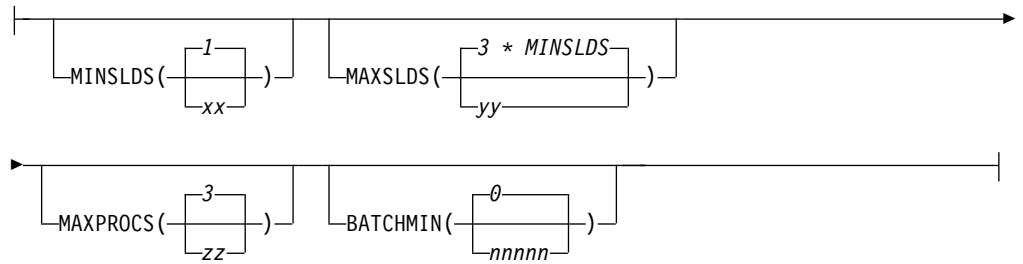 1 3 * MINSLDS
MINSLDS( ) MAXSLDS( )
xx yy
3 0
MAXPROCS( ) BATCHMIN( )
zz nnnnn